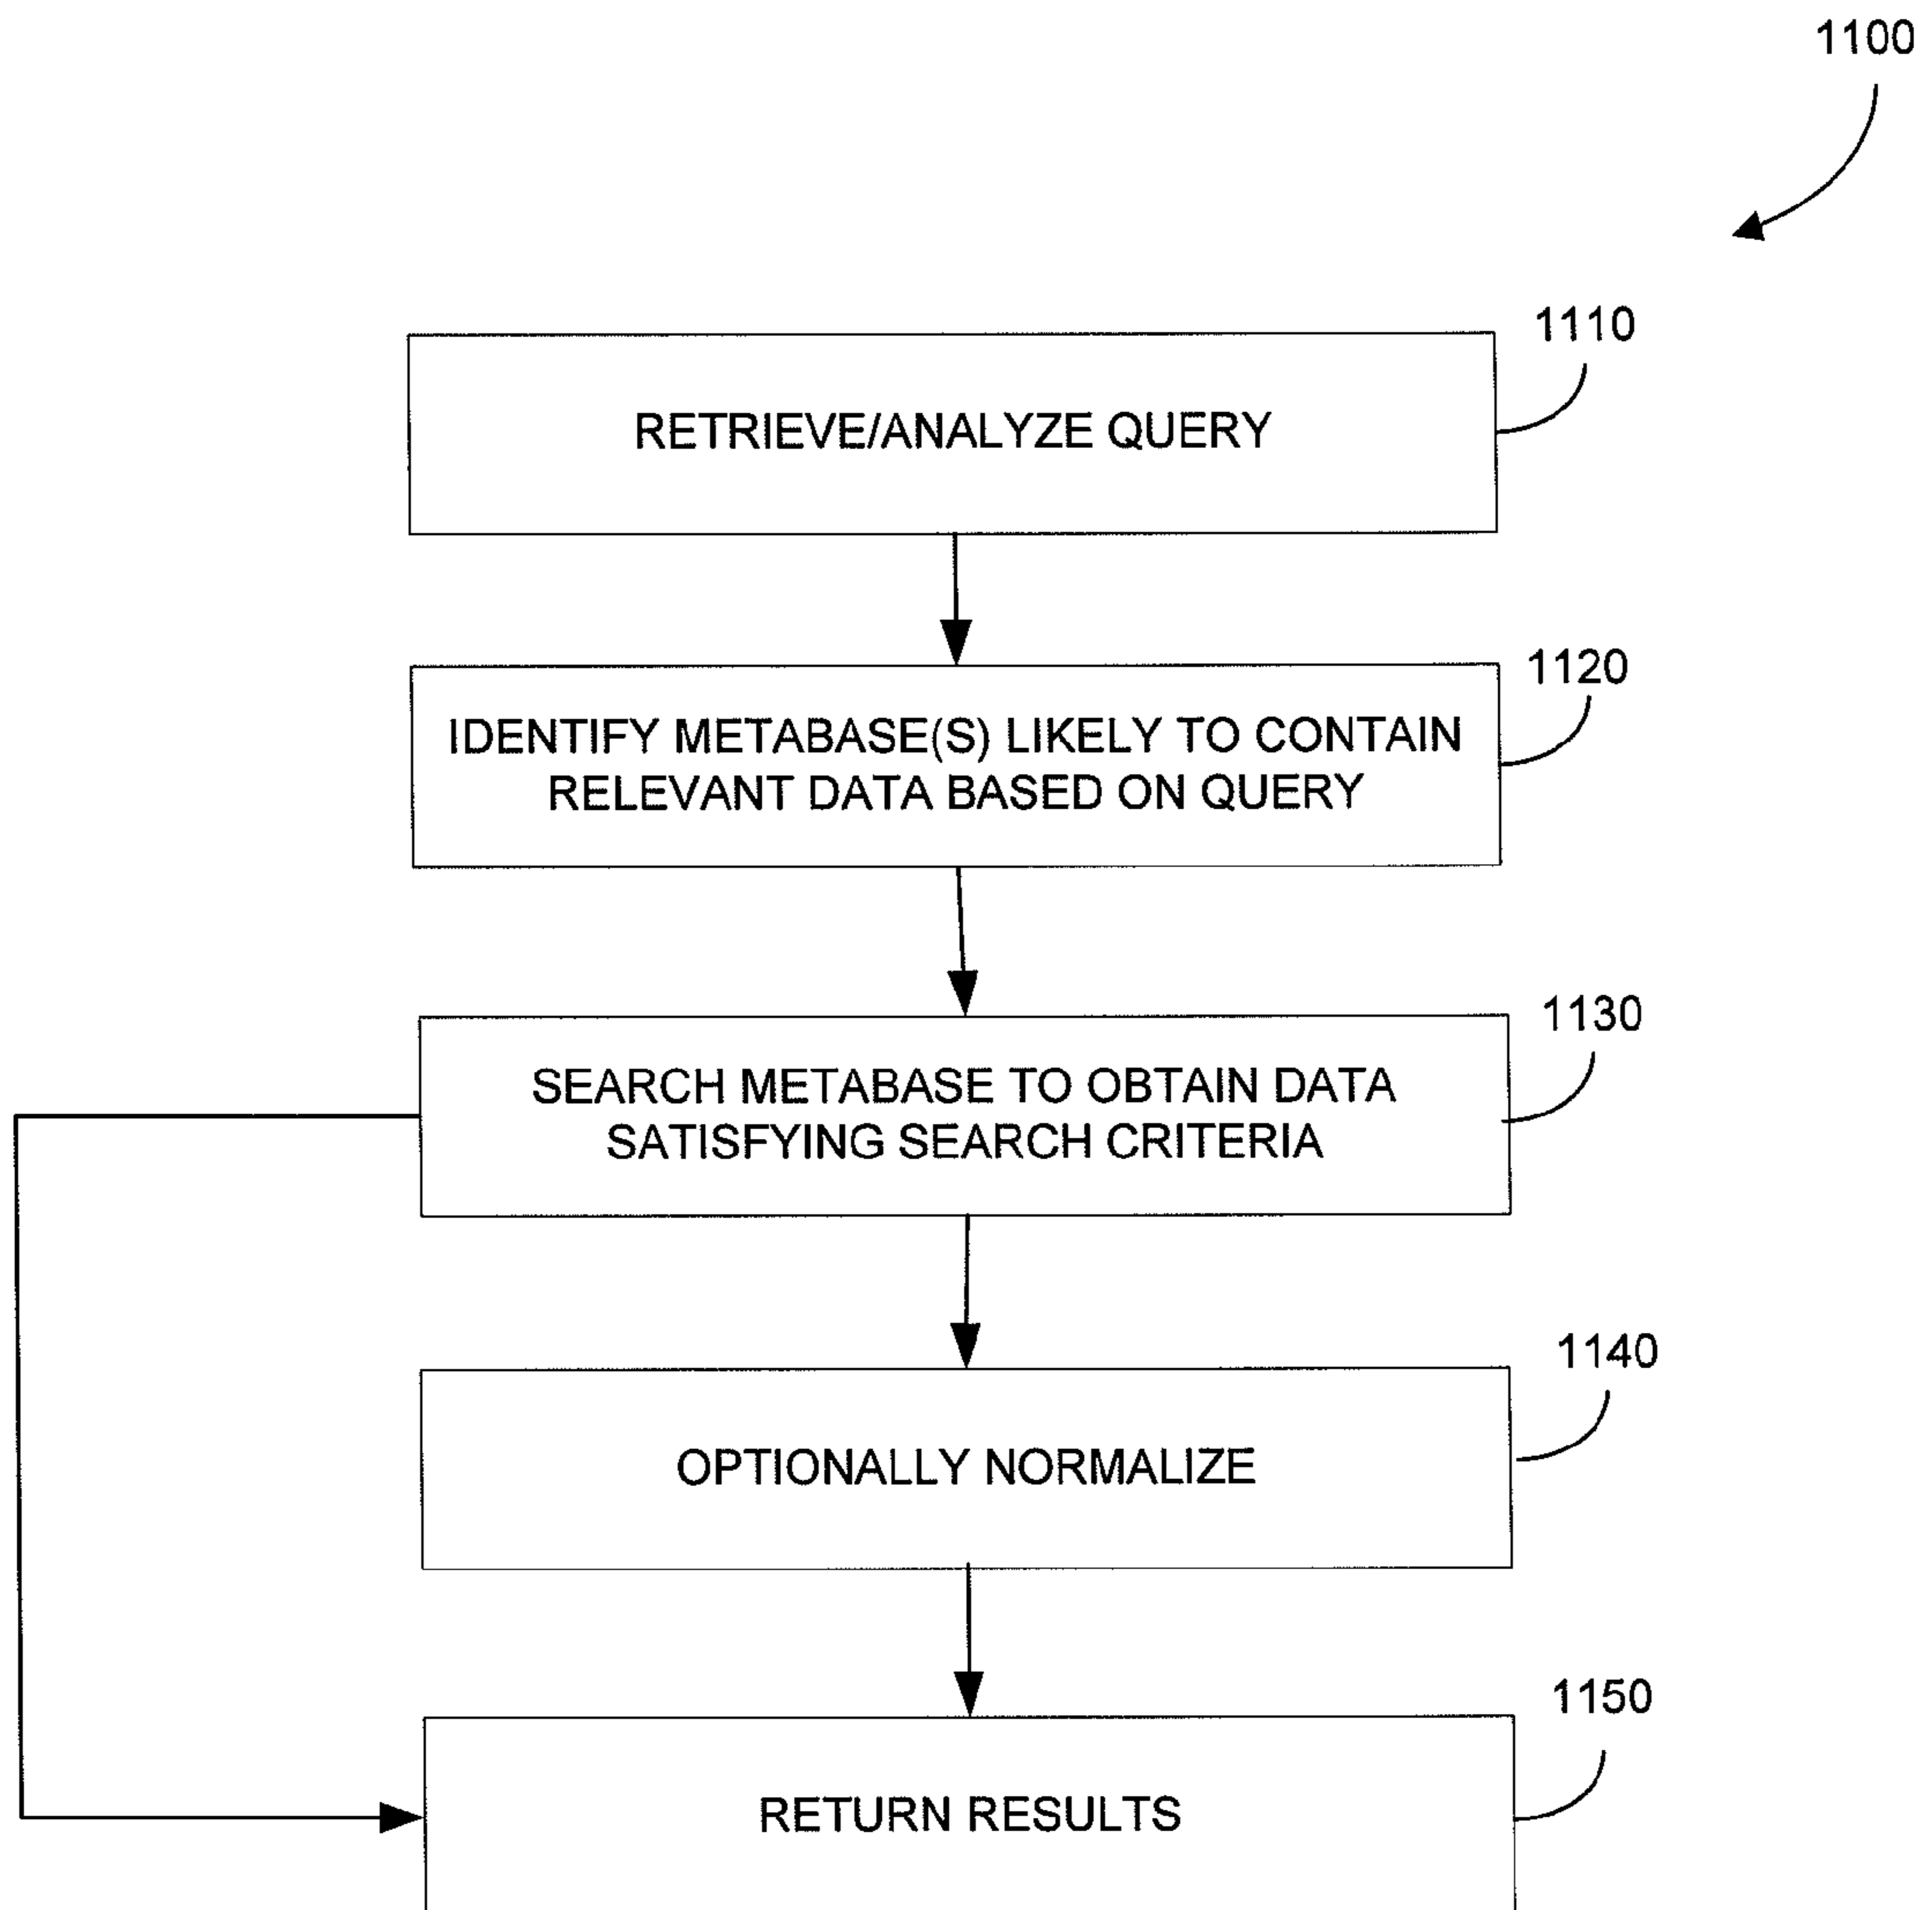 1100
1110
RETRIEVE/ANALYZE QUERY
1120
IDENTIFY METABASE(S) LIKELY TO CONTAIN
RELEVANT DATA BASED ON QUERY
1130
SEARCH METABASE TO OBTAIN DATA
SATISFYING SEARCH CRITERIA
1140
OPTIONALLY NORMALIZE
1150
RETURN RESULTS